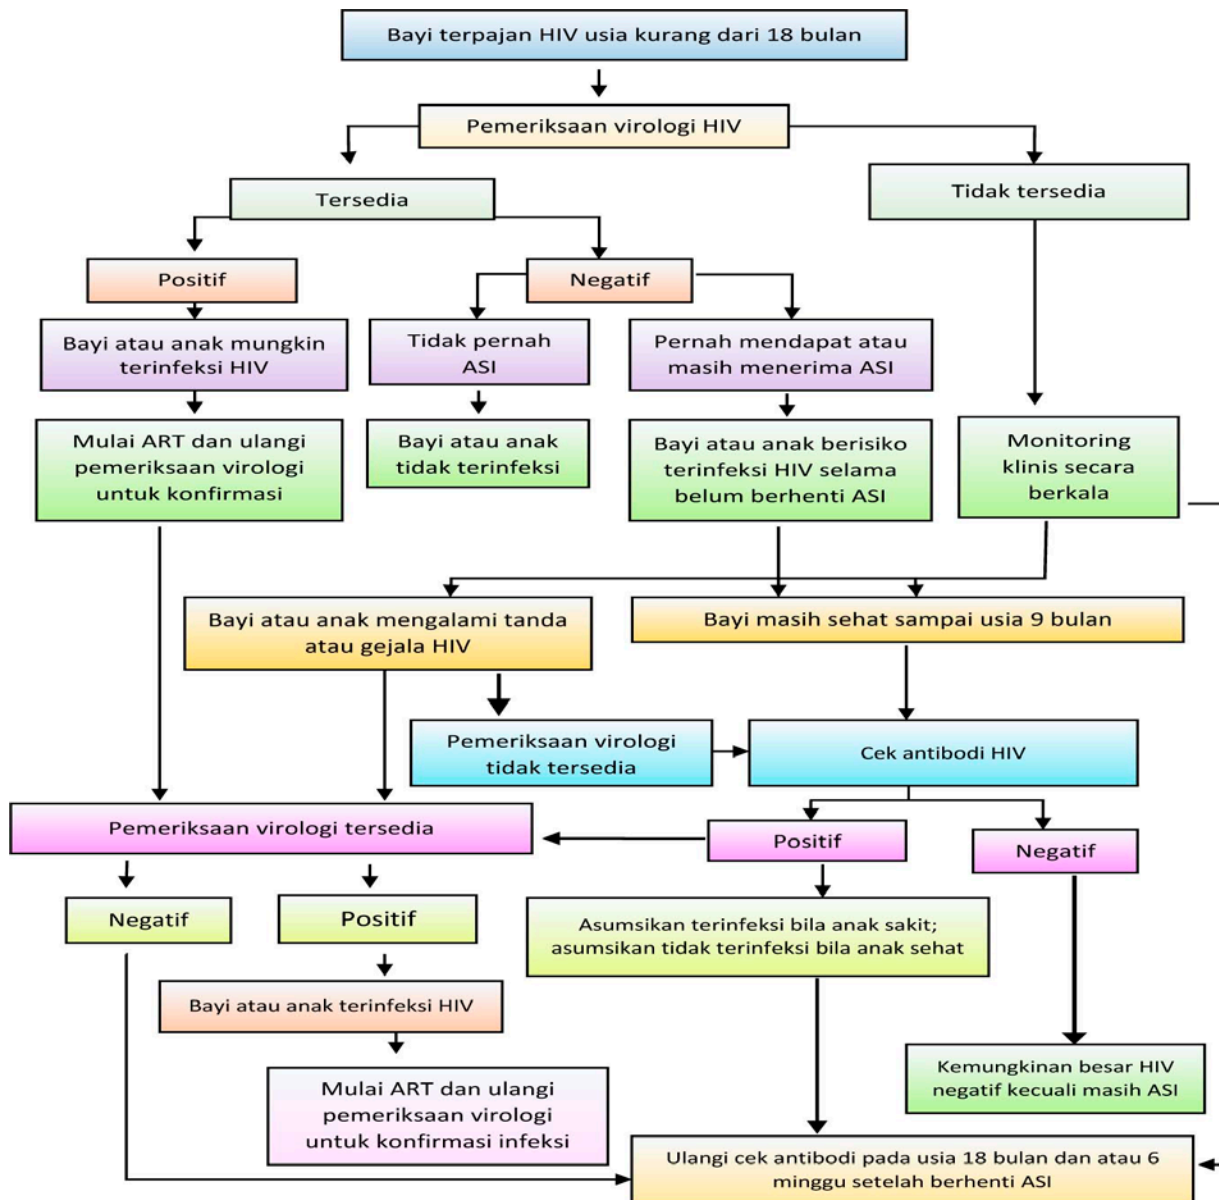 Bayi terpajan HIV usia kurang dari 18 bulan
Pemeriksaan virologi HIV
Tersedia
Tidak tersedia
Positif
Negatif
Bayi atau anak mungkin
terinfeksi HIV
Tidak pernah
ASI
Pernah mendapat atau
masih menerima ASI
Mulai ART dan ulangi
pemeriksaan virologi
untuk konfirmasi
Bayi atau anak
tidak terinfeksi
Bayi atau anak berisiko
terinfeksi HIV selama
belum berhenti ASI
Monitoring
klinis secara
berkala
Bayi atau anak mengalami tanda
atau gejala HIV
Bayi masih sehat sampai usia 9 bulan
Pemeriksaan virologi
tidak tersedia
Cek antibodi HIV
Pemeriksaan virologi tersedia
Positif
Negatif
Negatif
Positif
Asumsikan terinfeksi bila anak sakit;
asumsikan tidak terinfeksi bila anak sehat
Bayi atau anak terinfeksi HIV
Kemungkinan besar HIV
negatif kecuali masih ASI
Mulai ART dan ulangi
pemeriksaan virologi
untuk konfirmasi infeksi
Ulangi cek antibodi pada usia 18 bulan dan atau 6
minggu setelah berhenti ASI